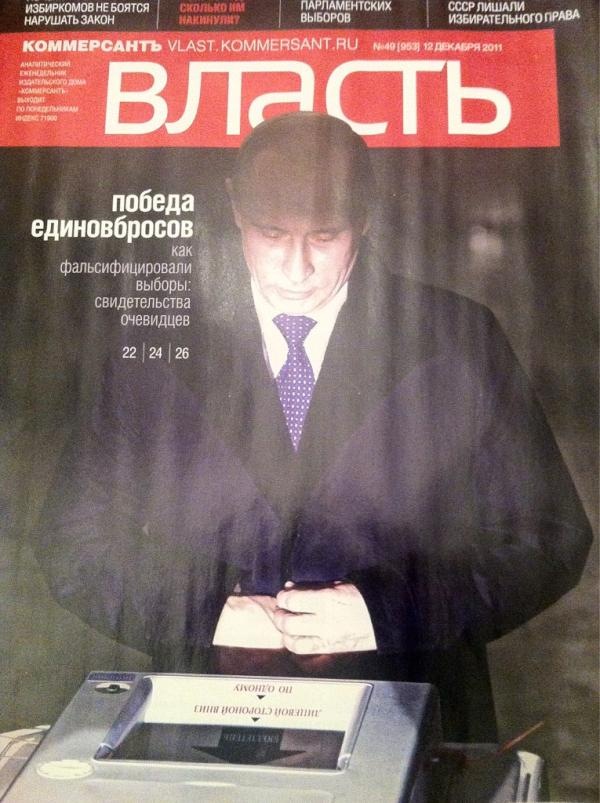 ИЗБИРКОМОВ НЕ БОЯТСЯ
НАРУШАТЬ ЗАКОН
СКОЛЬКО ИМ
НАКИНУЛИ?
ПАРЛАМЕНТСКИХ
ВЫБОРОВ
СССР ЛИШАЛИ
ИЗБИРАТЕЛЬНОГО ПРАВА
КОММЕРСАНТЪ VLAST.KOMMERSANT.RU
№49 [953] 12 ДЕКАБРЯ 2011
АНАЛИТИЧЕСКИЙ
ЕЖЕНЕДЕЛЬНИК
ИЗДАТЕЛЬСКОГО ДОМА
«КОММЕРСАНТЪ»
ВЫХОДИТ
ПО ПОНЕДЕЛЬНИКАМ
ИНДЕКС 71900
власть
победа
единовбросов
как
фальсифицировали
выборы:
свидетельства
очевидцев
22 | 24 | 26
ПО ОДНОМУ
ЛИЦЕВОЙ СТОРОНОЙ ВНИЗ
БЮЛЛЕТЕНЬ